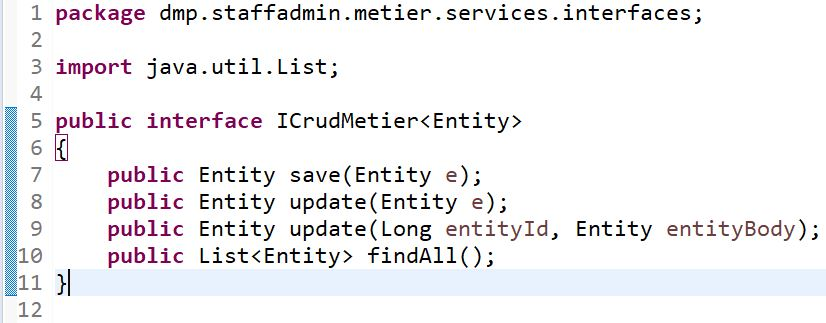 1 package dmp.staffadmin.metier.services.interfaces;
2
3 import java.util.List;
4
5 public interface ICrudMetier<Entity>
6 {
7     public Entity save(Entity e);
8     public Entity update(Entity e);
9     public Entity update(Long entityId, Entity entityBody);
10     public List<Entity> findAll();
11 }
12